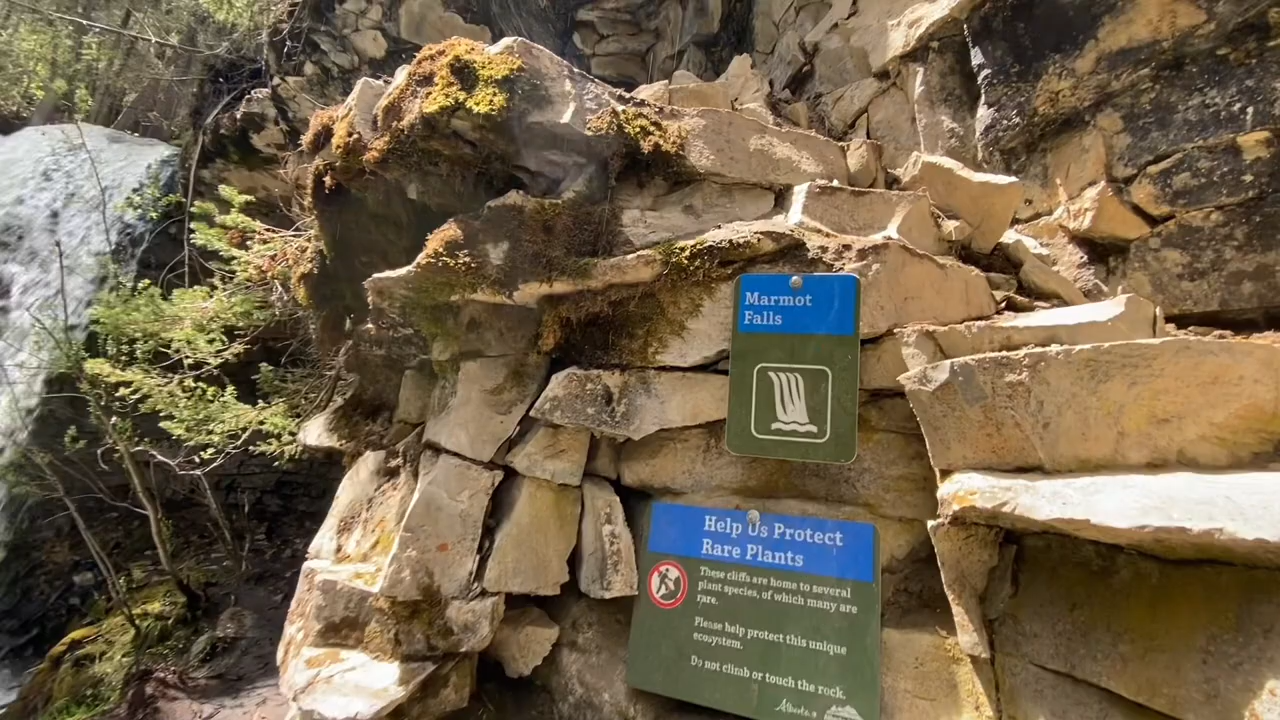 Marmot
Falls
Help Us Protect
Rare Plants
These cliffs are home to several
plant species, of which many are
rare.
Please help protect this unique
ecosystem.
Do not climb or touch the rock.
Alberta